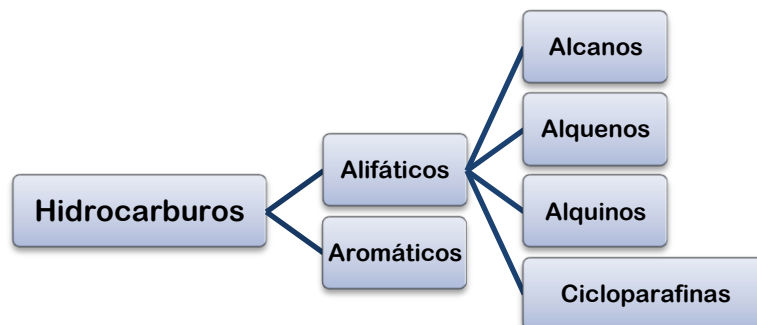 Hidrocarburos
Alifáticos
Aromáticos
Alcanos
Alquenos
Alquinos
Cicloparafinas